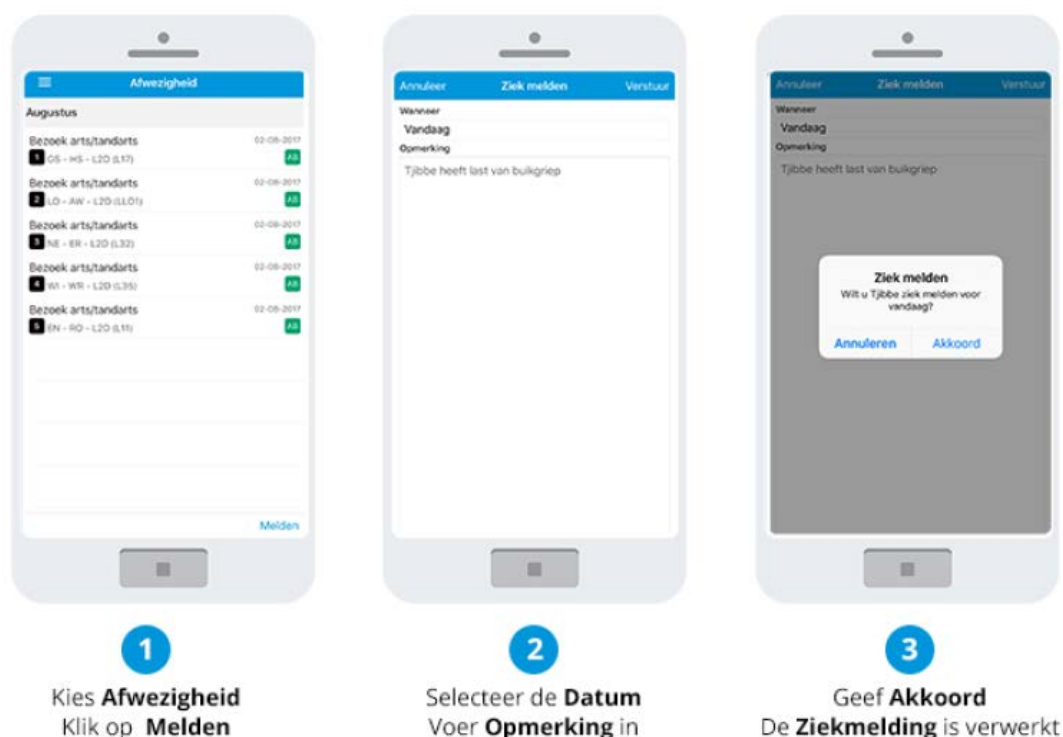 Afwezigheid
Augustus
Bezoek arts/tandarts 02-08-2017
1 GS - HS - L2D (L17) AB
Bezoek arts/tandarts 02-08-2017
2 LO - AW - L2D (LLO1) AB
Bezoek arts/tandarts 02-08-2017
3 NE - ER - L2D (L32) AB
Bezoek arts/tandarts 02-08-2017
4 WI - WR - L2D (L35) AB
Bezoek arts/tandarts 02-08-2017
5 EN - RO - L2D (L11) AB
Melden
1
Kies Afwezigheid
Klik op Melden
Annuleer Ziek melden Verstuur
Wanneer
Vandaag
Opmerking
Tjibbe heeft last van buikgriep
2
Selecteer de Datum
Voer Opmerking in
Annuleer Ziek melden Verstuur
Wanneer
Vandaag
Opmerking
Tjibbe heeft last van buikgriep
Ziek melden
Wilt u Tjibbe ziek melden voor
vandaag?
Annuleren Akkoord
3
Geef Akkoord
De Ziekmelding is verwerkt